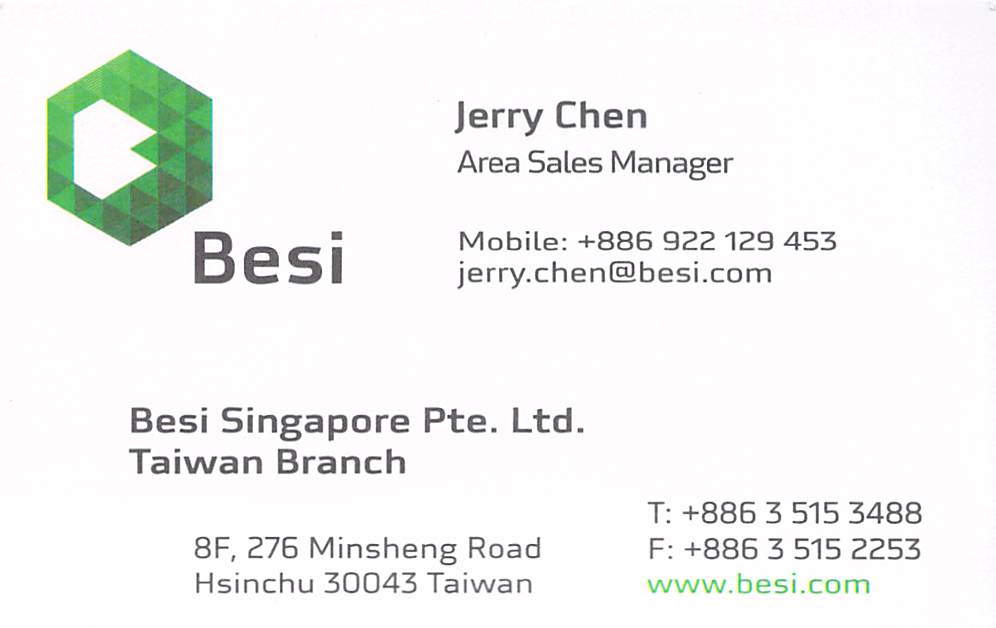 Besi
Jerry Chen
Area Sales Manager
Mobile: +886 922 129 453
jerry.chen@besi.com
Besi Singapore Pte. Ltd.
Taiwan Branch
8F, 276 Minsheng Road
Hsinchu 30043 Taiwan
T: +886 3 515 3488
F: +886 3 515 2253
www.besi.com